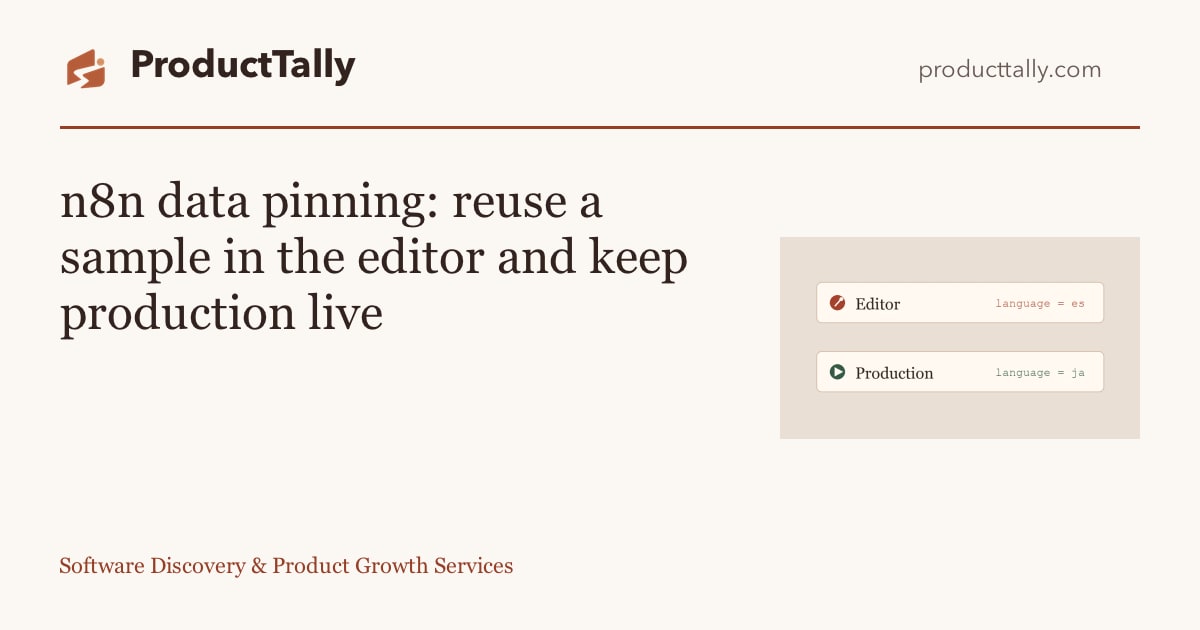 ProductTally
producttally.com
n8n data pinning: reuse a
sample in the editor and keep
production live
Editor language = es
Production language = ja
Software Discovery & Product Growth Services